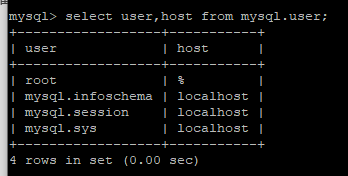 mysql> select user,host from mysql.user;
+------------------+-----------+
| user             | host      |
+------------------+-----------+
| root             | %         |
| mysql.infoschema | localhost |
| mysql.session    | localhost |
| mysql.sys        | localhost |
+------------------+-----------+
4 rows in set (0.00 sec)